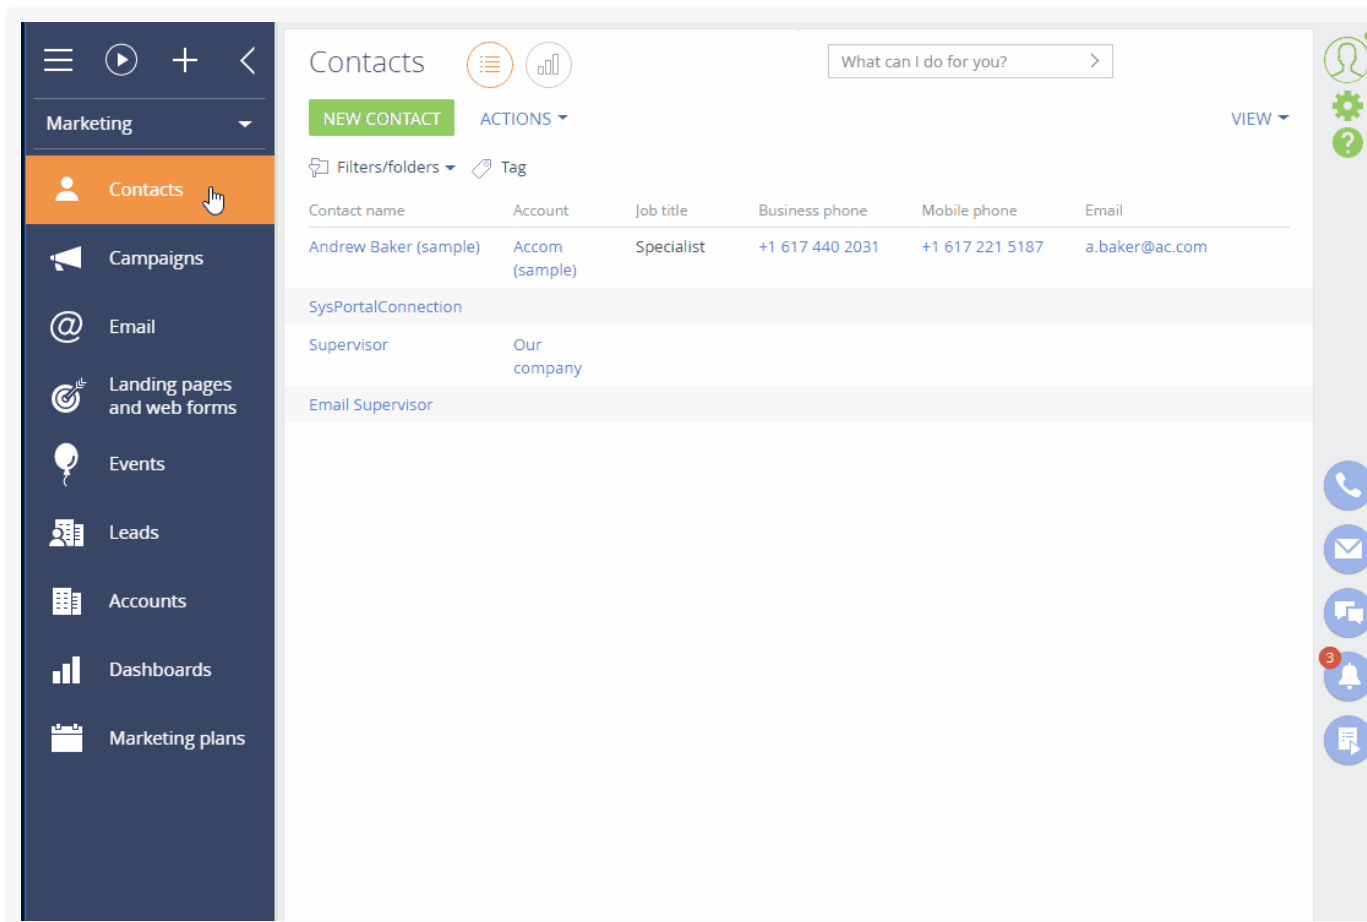 Marketing
Contacts
Campaigns
Email
Landing pages
and web forms
Events
Leads
Accounts
Dashboards
Marketing plans
Contacts
What can I do for you?
NEW CONTACT ACTIONS VIEW
Filters/folders Tag
Contact name Account Job title Business phone Mobile phone Email
Andrew Baker (sample) Accom Specialist +1 617 440 2031 +1 617 221 5187 a.baker@ac.com
(sample)
SysPortalConnection
Supervisor Our
company
Email Supervisor
?
3